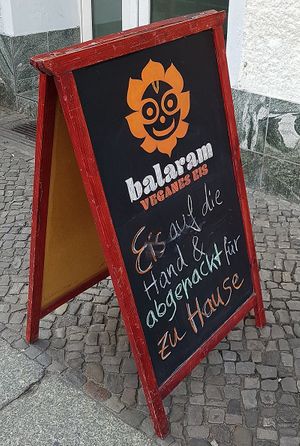 balaram
VEGANES EIS
Eis auf die
Hand &
abgepackt für
zu Hause